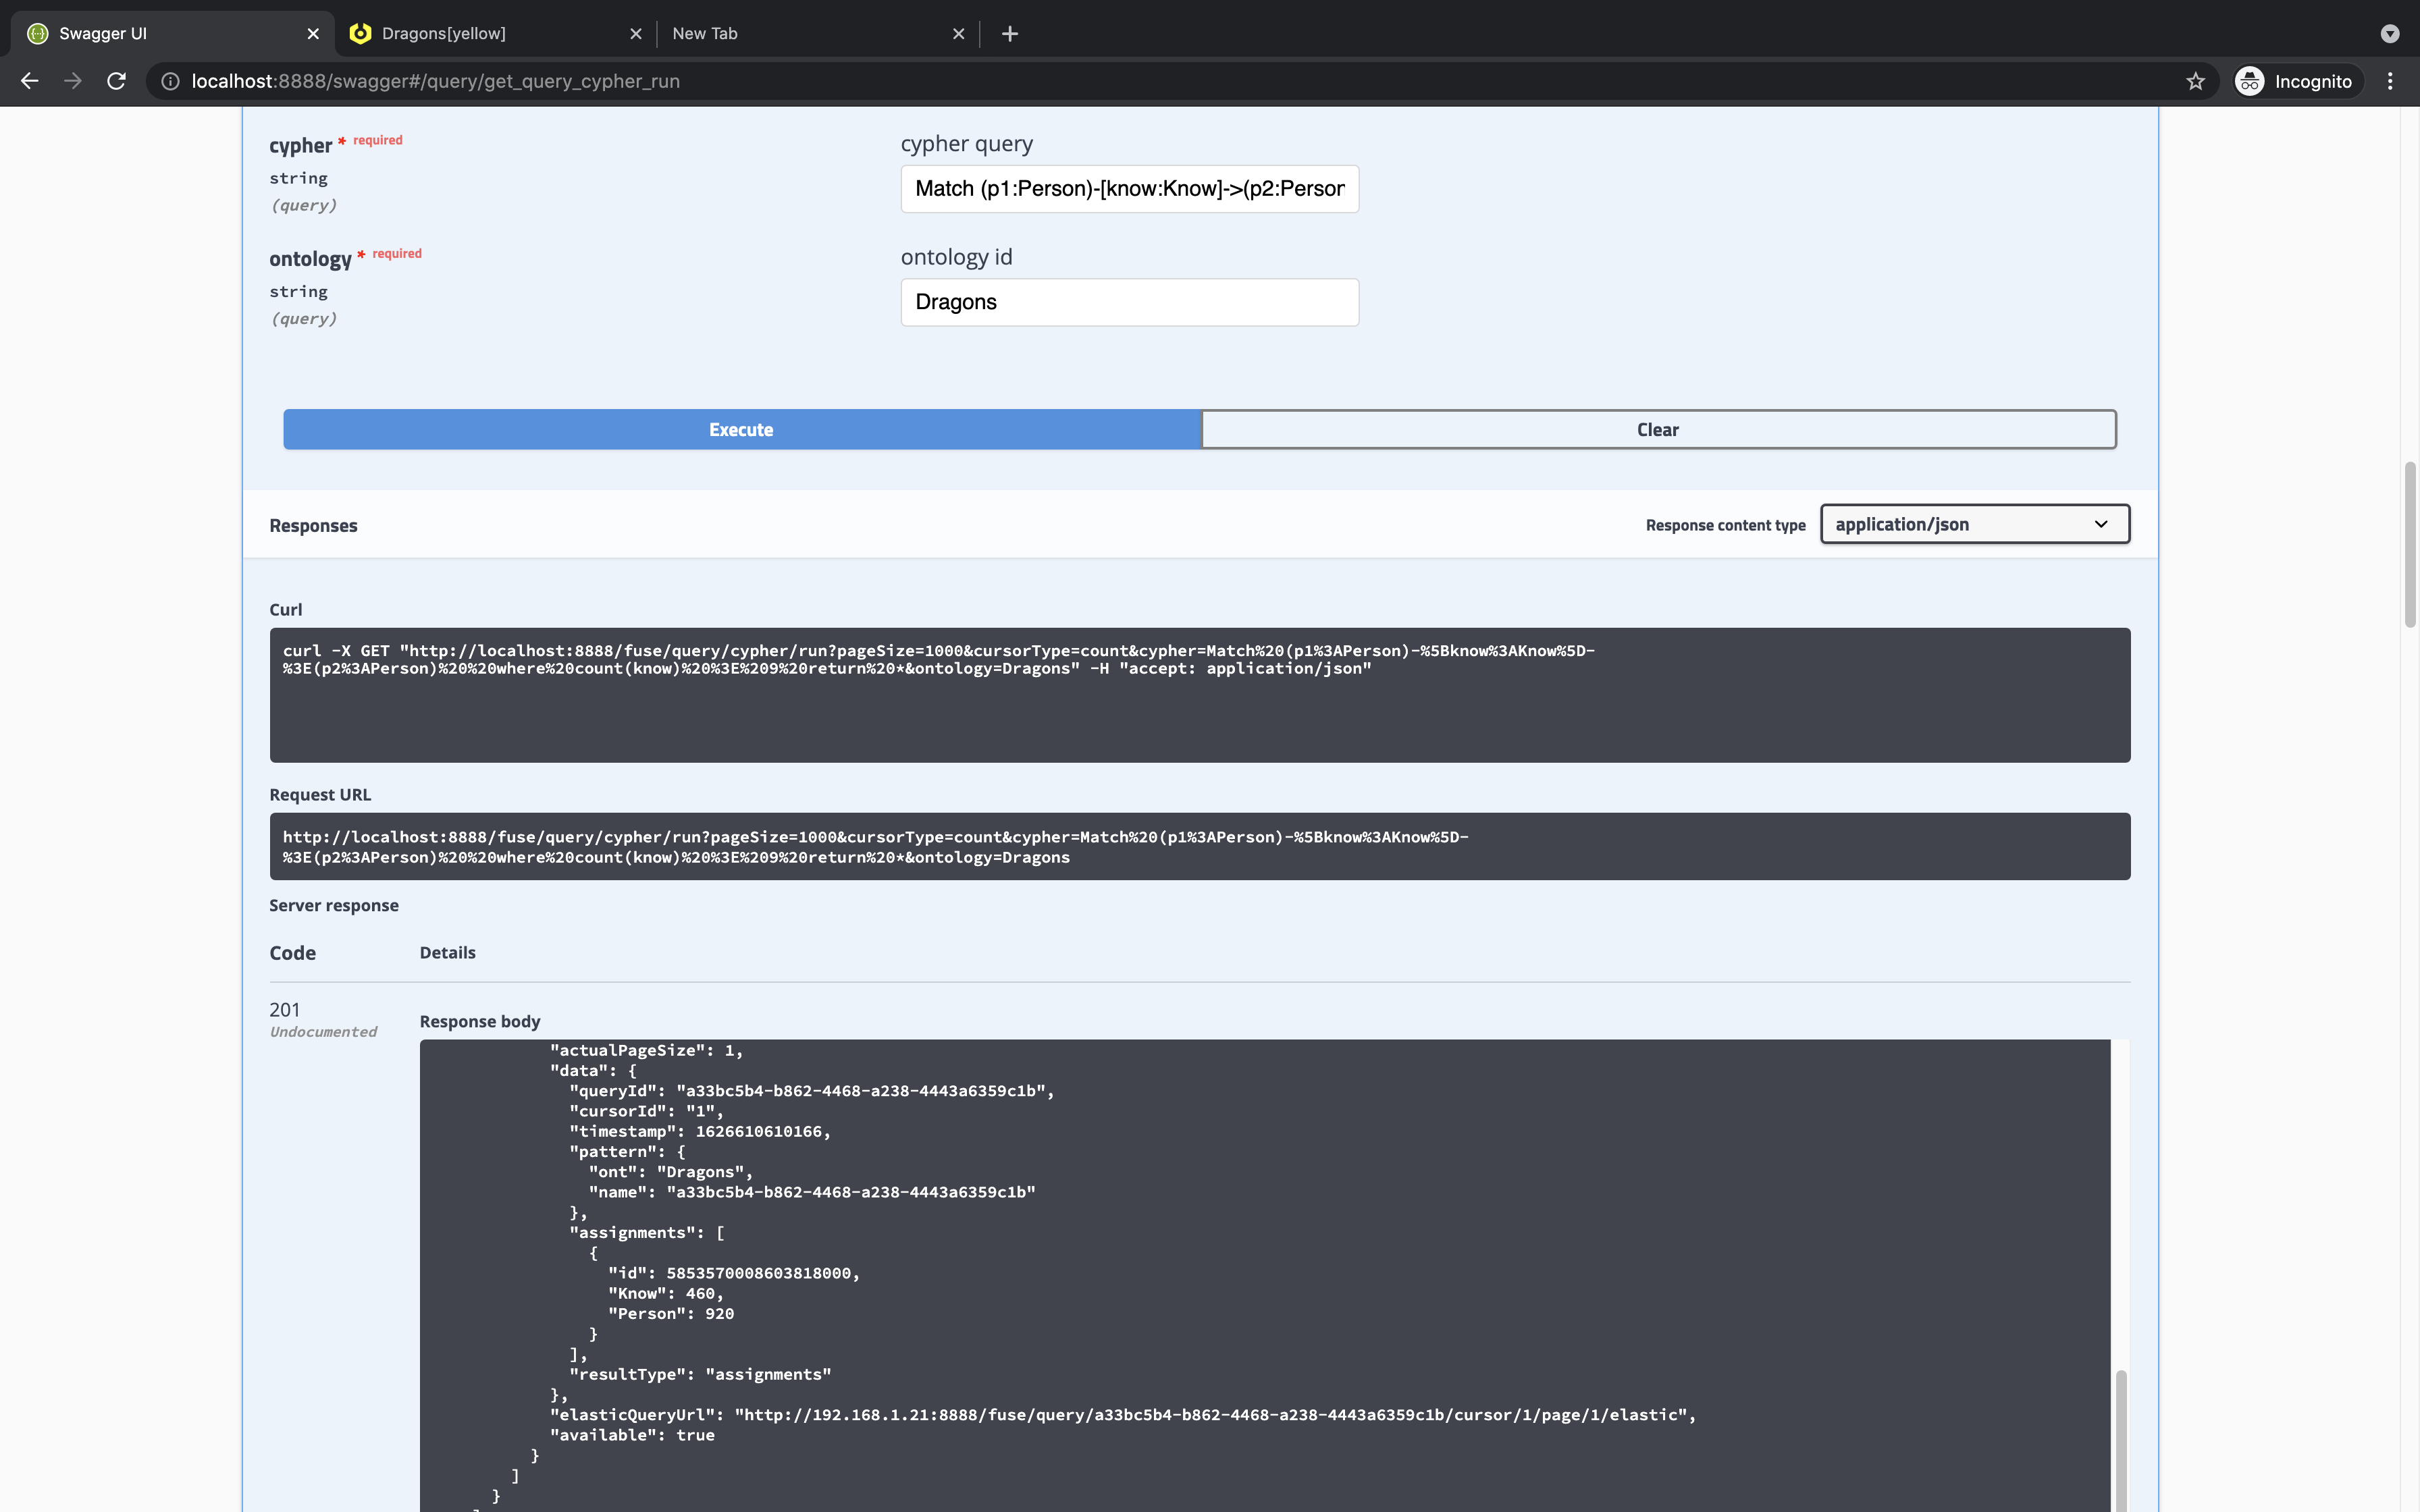 Swagger UI
Dragons[yellow]
New Tab
localhost:8888/swagger#/query/get_query_cypher_run
Incognito
cypher * required
string
(query)
cypher query
Match (p1:Person)-[know:Know]->(p2:Person
ontology * required
string
(query)
ontology id
Dragons
Execute
Clear
Responses
Response content type
application/json
Curl
curl -X GET "http://localhost:8888/fuse/query/cypher/run?pageSize=1000&cursorType=count&cypher=Match%20(p1%3APerson)-%5Bknow%3AKnow%5D-
%3E(p2%3APerson)%20%20where%20count(know)%20%3E%209%20return%20*&ontology=Dragons" -H "accept: application/json"
Request URL
http://localhost:8888/fuse/query/cypher/run?pageSize=1000&cursorType=count&cypher=Match%20(p1%3APerson)-%5Bknow%3AKnow%5D-
%3E(p2%3APerson)%20%20where%20count(know)%20%3E%209%20return%20*&ontology=Dragons
Server response
Code
Details
201
Undocumented
Response body
"actualPageSize": 1,
"data": {
"queryId": "a33bc5b4-b862-4468-a238-4443a6359c1b",
"cursorId": "1",
"timestamp": 1626610610166,
"pattern": {
"ont": "Dragons",
"name": "a33bc5b4-b862-4468-a238-4443a6359c1b"
},
"assignments": [
{
"id": 5853570008603818000,
"Know": 460,
"Person": 920
}
],
"resultType": "assignments"
},
"elasticQueryUrl": "http://192.168.1.21:8888/fuse/query/a33bc5b4-b862-4468-a238-4443a6359c1b/cursor/1/page/1/elastic",
"available": true
}
]
}